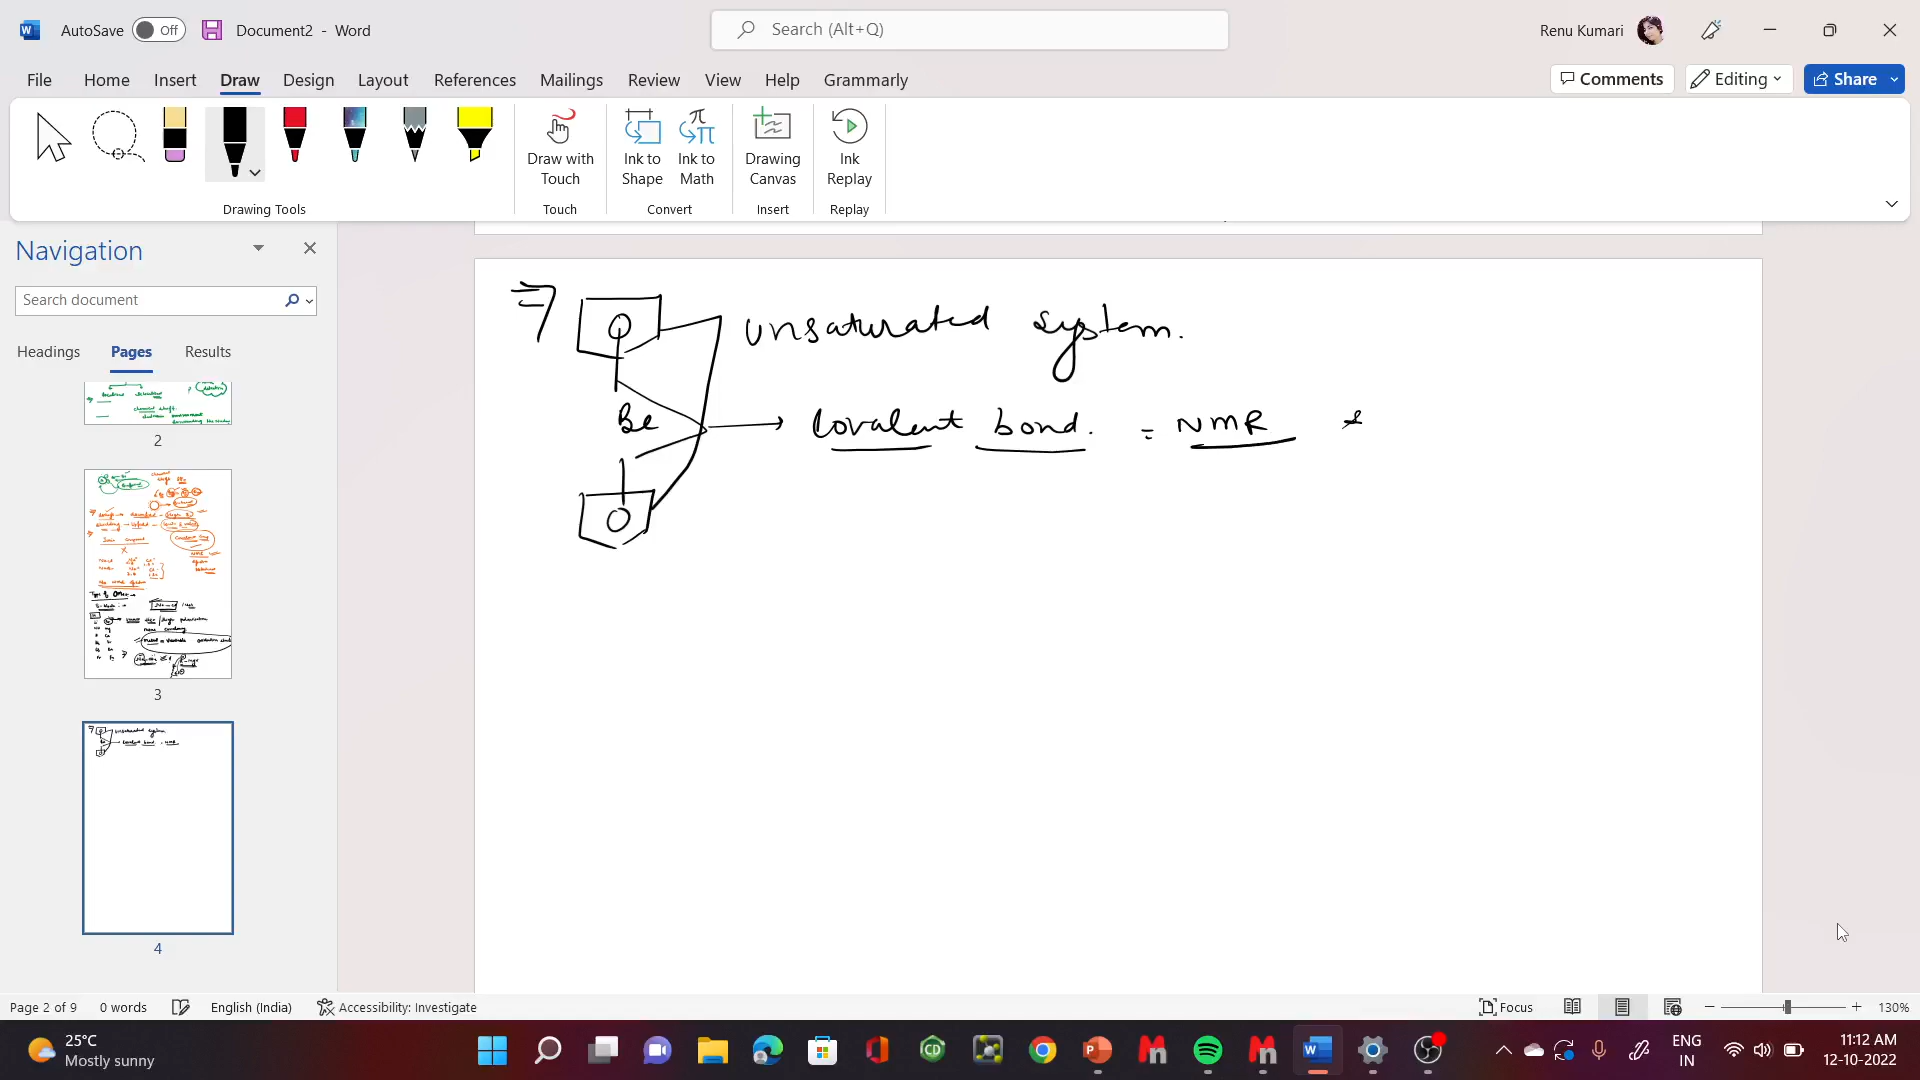 AutoSave Off Document2 - Word Search (Alt+Q) Renu Kumari
File Home Insert Draw Design Layout References Mailings Review View Help Grammarly Comments Editing Share
Draw with Touch
Ink to Shape
Ink to Math
Drawing Canvas
Ink Replay
Drawing Tools Touch Convert Insert Replay
Navigation
Search document
Headings Pages Results
2
3
4
⇒ unsaturated system.
Be → Covalent bond. = NMR
Page 2 of 9 0 words English (India) Accessibility: Investigate Focus 130%
25°C
Mostly sunny
ENG
IN
11:12 AM
12-10-2022